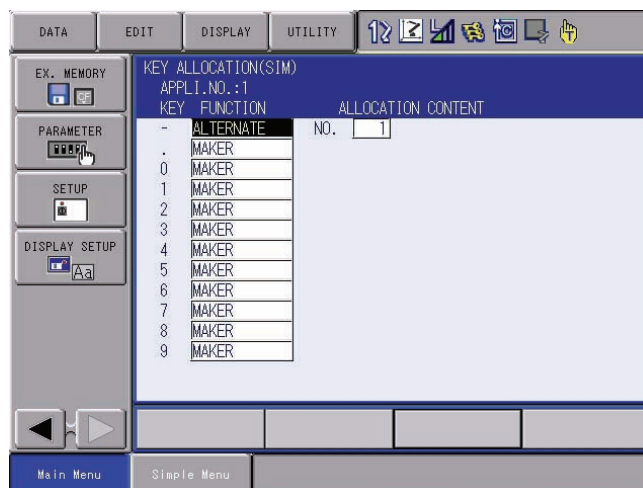 DATA EDIT DISPLAY UTILITY
EX. MEMORY
CF
PARAMETER
SETUP
DISPLAY SETUP
Aa
KEY ALLOCATION(SIM)
APPLI.NO.:1
KEY FUNCTION ALLOCATION CONTENT
- ALTERNATE NO. 1
. MAKER
0 MAKER
1 MAKER
2 MAKER
3 MAKER
4 MAKER
5 MAKER
6 MAKER
7 MAKER
8 MAKER
9 MAKER
Main Menu Simple Menu